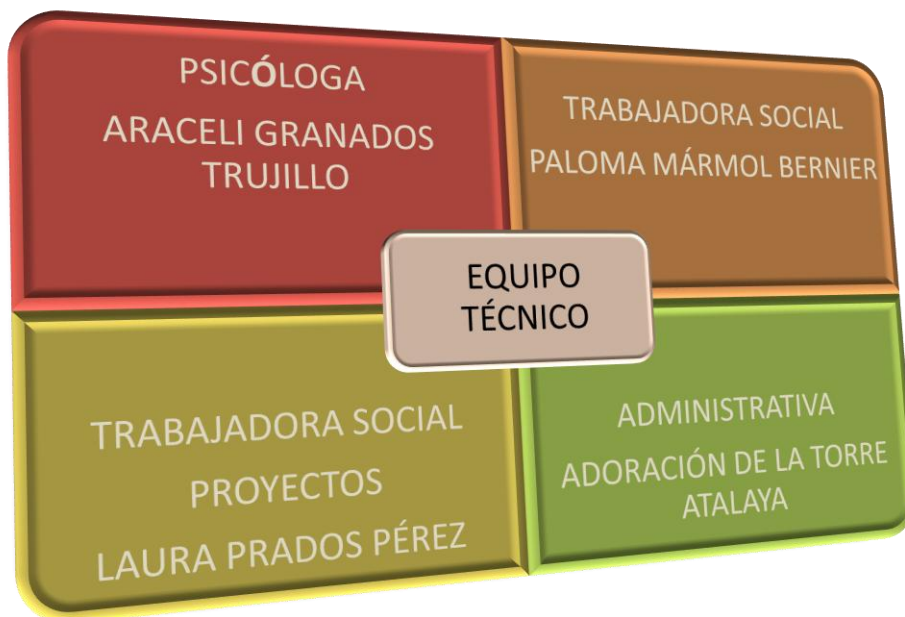 PSICÓLOGA
ARACELI GRANADOS
TRUJILLO
TRABAJADORA SOCIAL
PALOMA MÁRMOL BERNIER
EQUIPO
TÉCNICO
TRABAJADORA SOCIAL
PROYECTOS
LAURA PRADOS PÉREZ
ADMINISTRATIVA
ADORACIÓN DE LA TORRE
ATALAYA